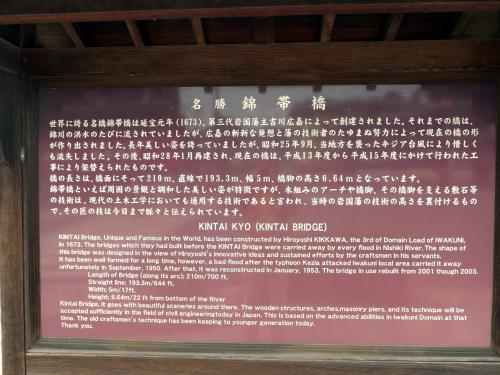 名勝 錦帯橋
世界に誇る名橋錦帯橋は延宝元年(1673)、第三代岩国藩主吉川広嘉によって創建されました。それまでの橋は、
錦川の洪水のたびに流されていましたが、広嘉の斬新な発想と藩の技術者のたゆまぬ努力によって現在の橋の形
が作り出されました。長年美しい姿を誇っていましたが、昭和25年9月、当地方を襲ったキジア台風により惜しく
も流失しました。その後、昭和28年1月再建され、現在の橋は、平成13年度から平成15年度にかけて行われた工
事により架替えられたものです。
橋の長さは、橋面にそって210m、直線で193.3m、幅5m、橋脚の高さ6.64mとなっています。
錦帯橋といえば周囲の景観と調和した美しい姿が特徴ですが、木組みのアーチや橋脚、その橋脚を支える敷石等
の技術は、現代の土木工学においても通用する技術であると言われ、当時の岩国藩の技術の高さを裏付けるもの
で、その匠の技は今日まで脈々と伝えられています。
KINTAI KYO (KINTAI BRIDGE)
KINTAI Bridge, Unique and Famous in the World, has been constructed by Hiroyoshi KIKKAWA, the 3rd of Domain Load of IWAKUNI,
in 1673. The bridges which they had built before the KINTAI Bridge were carried away by every flood in Nishiki River. The shape of
this bridge was designed in the view of Hiroyoshi's innovative ideas and sustained efforts by the craftsmen in his servants.
It has been well formed for a long time, however, a bad flood after the typhoon Kezia attacked Iwakuni local area carried it away
unfortunately in September, 1950. After that, it was reconstructed in January, 1953. The bridge in use rebuilt from 2001 though 2003.
Length of Bridge (along its arc); 210m/700 ft,
Straight line; 193.3m/644 ft,
Width; 5m/17ft,
Height; 6.64m/22 ft from bottom of the River
Kintai Bridge, It goes with beautiful sceneries around there. The wooden structures, arches,masonry piers, and its technique will be
accepted sufficiently in the field of civil engineeringtoday in Japan. This is based on the advanced abilities in Iwakuni Domain at that
time. The old craftsmen's technique has been keeping to younger generation today.
Thank you.